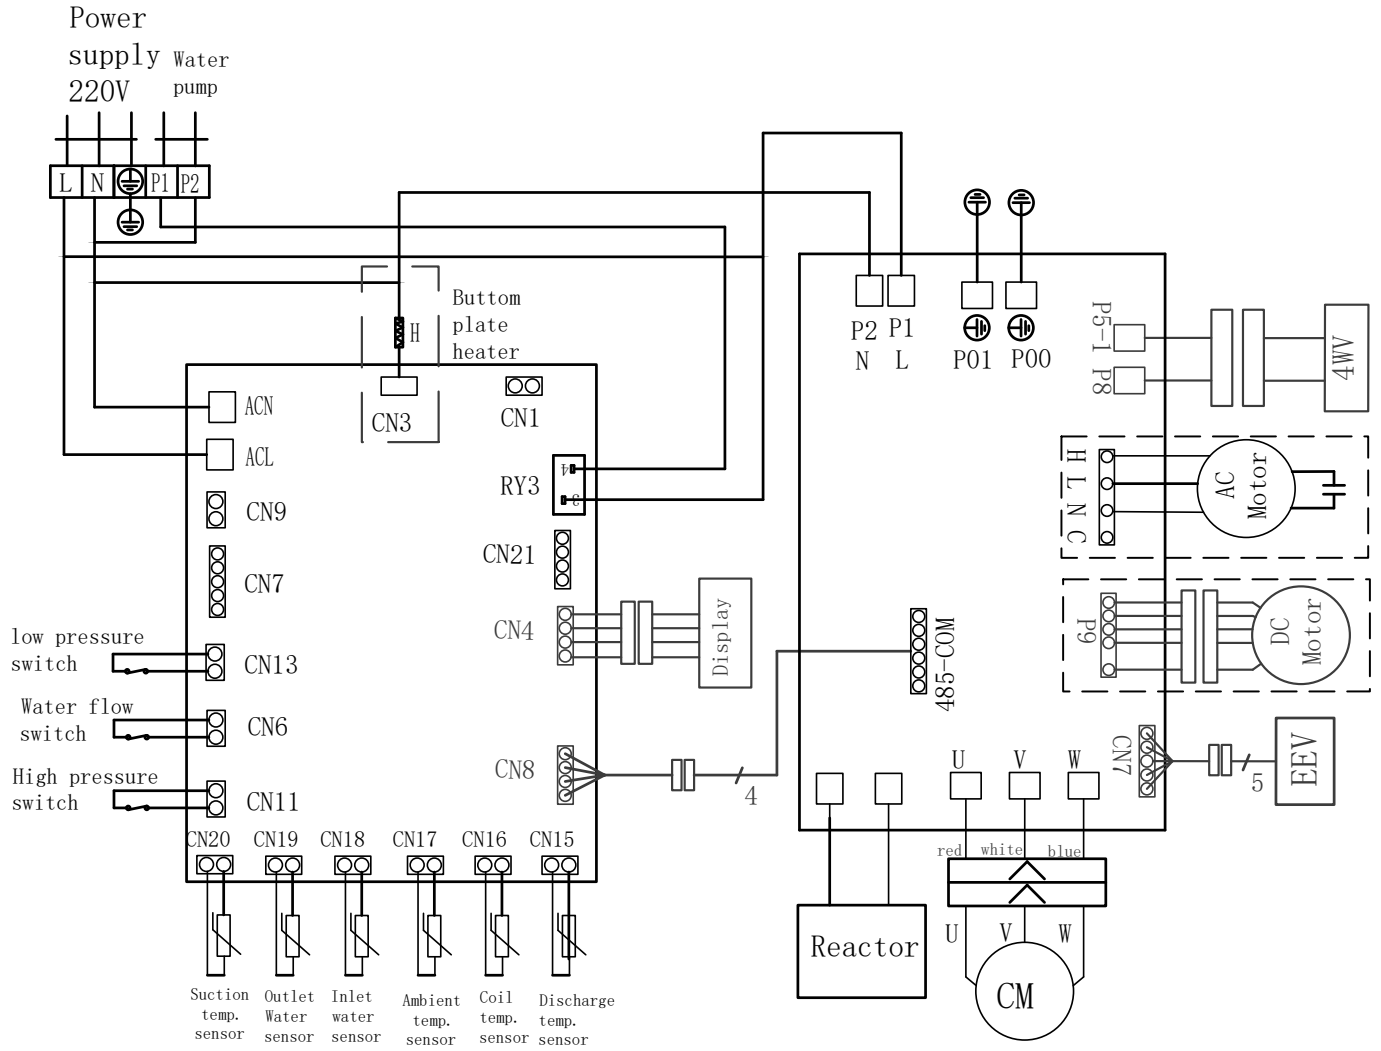 Power
supply
220V
Water
pump
L
N
P1
P2
Buttom
plate
heater
H
CN3
CN1
ACN
ACL
CN9
CN7
RY3
4
3
CN21
CN4
Display
low pressure
switch
CN13
Water flow
switch
CN6
High pressure
switch
CN11
CN8
4
CN20
CN19
CN18
CN17
CN16
CN15
Suction
temp.
sensor
Outlet
Water
sensor
Inlet
water
sensor
Ambient
temp.
sensor
Coil
temp.
sensor
Discharge
temp.
sensor
P2
N
P1
L
P01
P00
P5-1
P8
4WV
H
L
N
C
AC
Motor
P9
DC
Motor
485-COM
CN7
5
EEV
U
V
W
red
white
blue
Reactor
U
V
W
CM